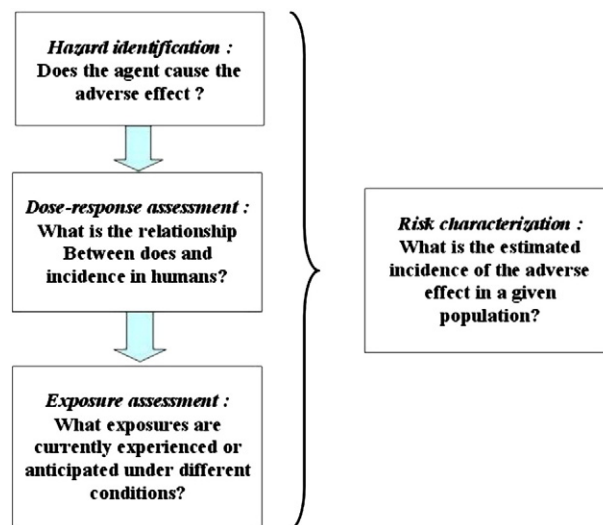 Hazard identification :
Does the agent cause the
adverse effect ?
Dose-response assessment :
What is the relationship
Between does and
incidence in humans?
Exposure assessment :
What exposures are
currently experienced or
anticipated under different
conditions?
Risk characterization :
What is the estimated
incidence of the adverse
effect in a given
population?